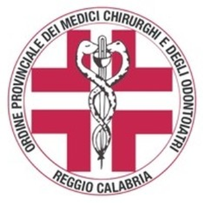 ORDINE PROVINCIALE DEI MEDICI CHIRURGHI E DEGLI ODONTOIATRI
REGGIO CALABRIA